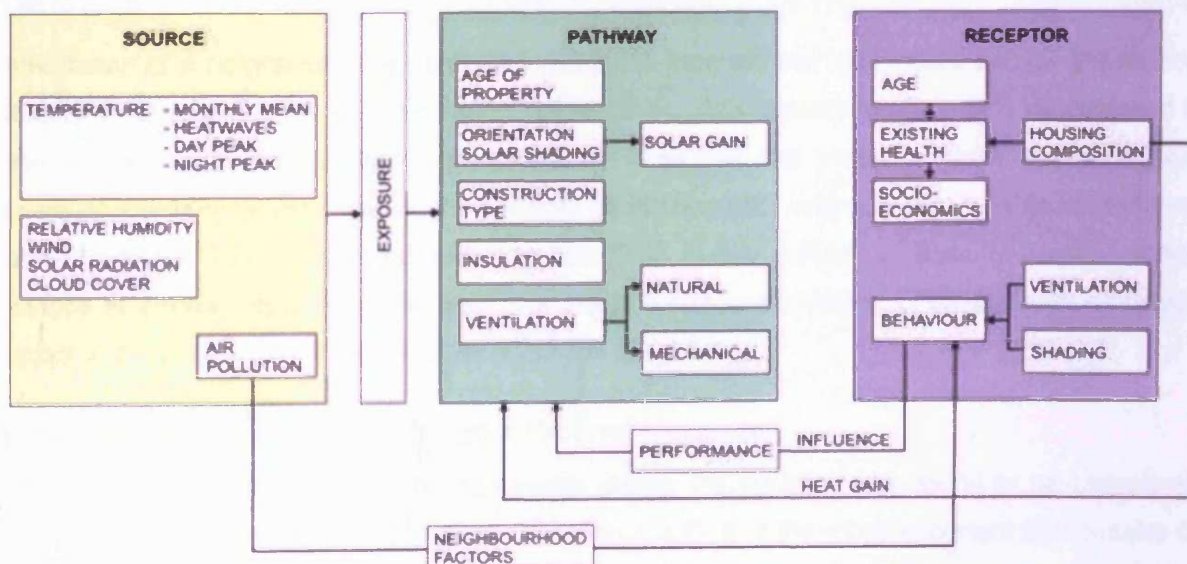 SOURCE
TEMPERATURE - MONTHLY MEAN
- HEATWAVES
- DAY PEAK
- NIGHT PEAK
RELATIVE HUMIDITY
WIND
SOLAR RADIATION
CLOUD COVER
AIR
POLLUTION
EXPOSURE
PATHWAY
AGE OF
PROPERTY
ORIENTATION
SOLAR SHADING
SOLAR GAIN
CONSTRUCTION
TYPE
INSULATION
VENTILATION
NATURAL
MECHANICAL
RECEPTOR
AGE
EXISTING
HEALTH
HOUSING
COMPOSITION
SOCIO-
ECONOMICS
BEHAVIOUR
VENTILATION
SHADING
PERFORMANCE
INFLUENCE
HEAT GAIN
NEIGHBOURHOOD
FACTORS